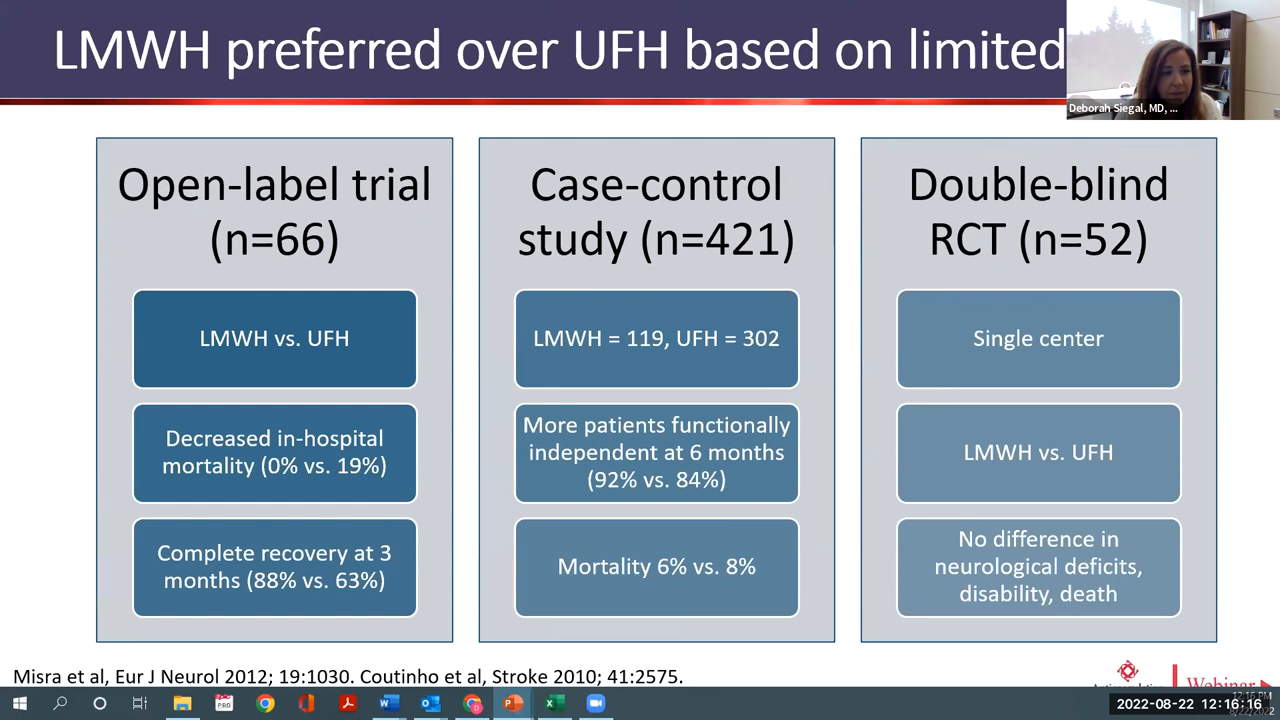 LMWH preferred over UFH based on limited
Deborah Siegal, MD, ...
Open-label trial
(n=66)
LMWH vs. UFH
Decreased in-hospital
mortality (0% vs. 19%)
Complete recovery at 3
months (88% vs. 63%)
Case-control
study (n=421)
LMWH = 119, UFH = 302
More patients functionally
independent at 6 months
(92% vs. 84%)
Mortality 6% vs. 8%
Double-blind
RCT (n=52)
Single center
LMWH vs. UFH
No difference in
neurological deficits,
disability, death
Misra et al, Eur J Neurol 2012; 19:1030. Coutinho et al, Stroke 2010; 41:2575.
Webinar
2022-08-22 12:16:16
12:16 PM